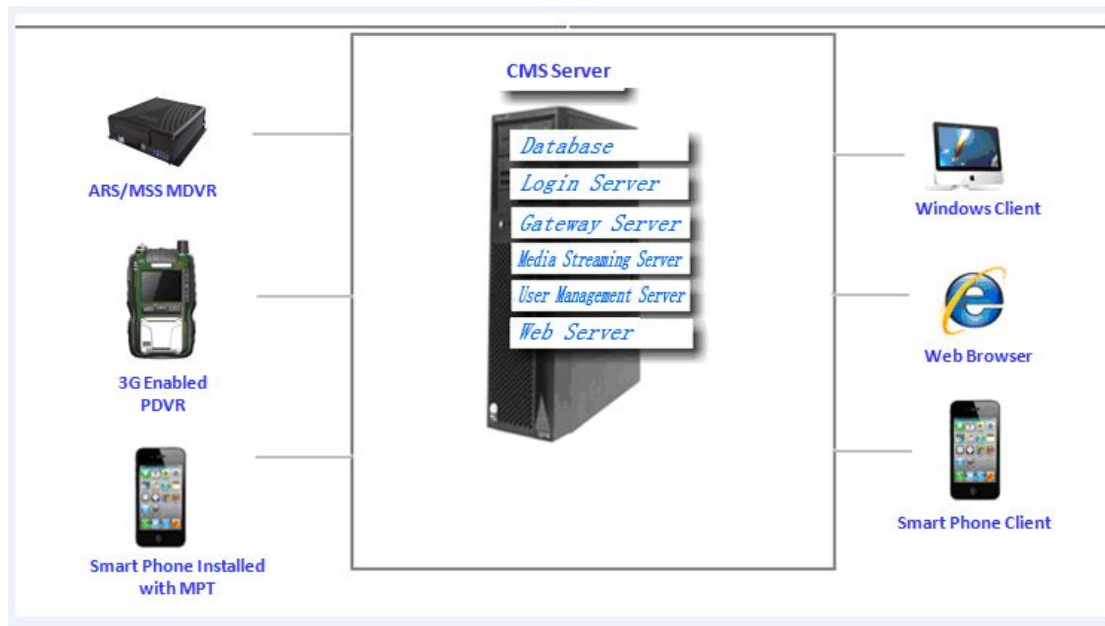 CMS Server
Database
Login Server
Gateway Server
Media Streaming Server
User Management Server
Web Server
ARS/MSS MDVR
3G Enabled
PDVR
Smart Phone Installed
with MPT
Windows Client
Web Browser
Smart Phone Client